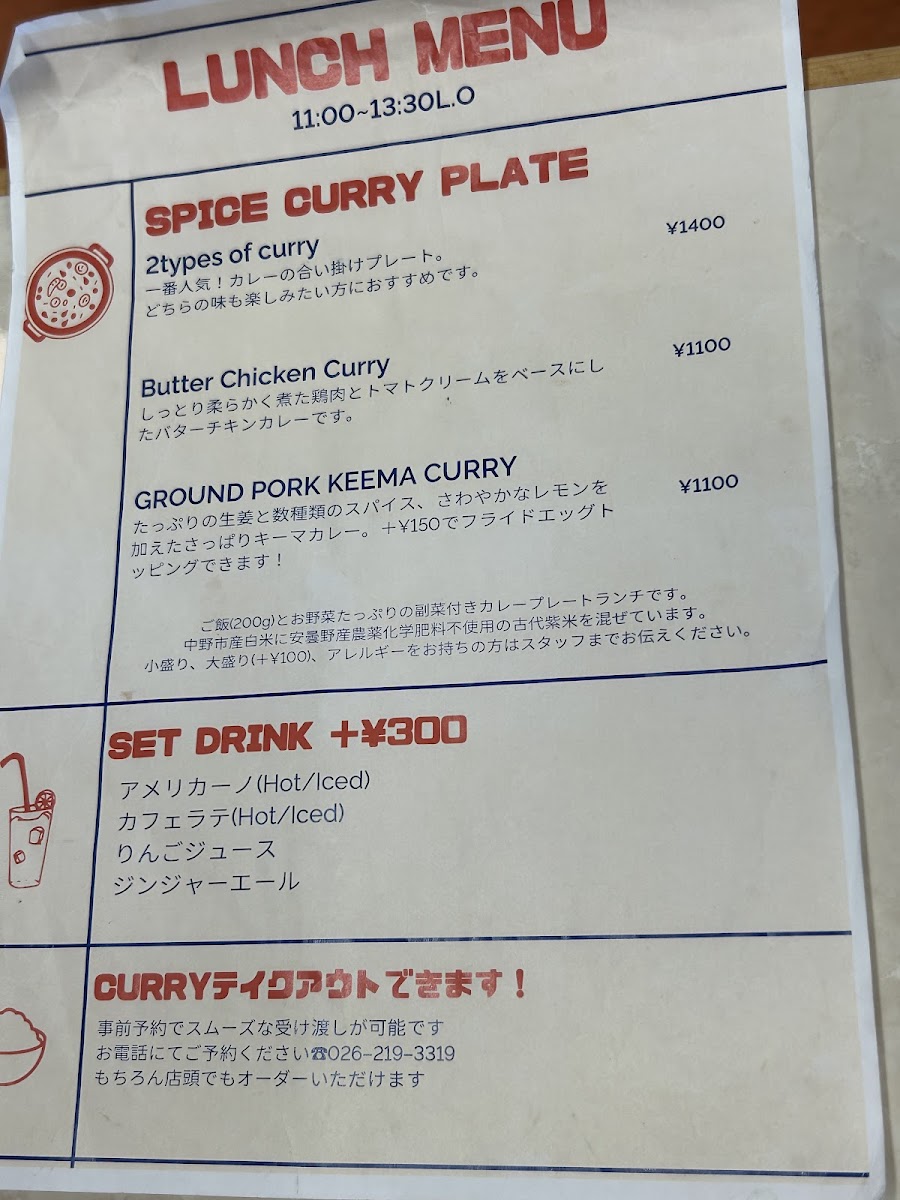 LUNCH MENU
11:00~13:30L.O
SPICE CURRY PLATE
2types of curry
¥1400
一番人気！カレーの合い掛けプレート。
どちらの味も楽しみたい方におすすめです。
Butter Chicken Curry
¥1100
しっとり柔らかく煮た鶏肉とトマトクリームをベースにし
たバターチキンカレーです。
GROUND PORK KEEMA CURRY
¥1100
たっぷりの生姜と数種類のスパイス、さわやかなレモンを
加えたさっぱりキーマカレー。＋¥150でフライドエッグト
ッピングできます！
ご飯(200g)とお野菜たっぷりの副菜付きカレープレートランチです。
中野市産白米に安曇野産農薬化学肥料不使用の古代紫米を混ぜています。
小盛り、大盛り(＋¥100)、アレルギーをお持ちの方はスタッフまでお伝えください。
SET DRINK ＋¥300
アメリカーノ(Hot/Iced)
カフェラテ(Hot/Iced)
りんごジュース
ジンジャーエール
CURRYテイクアウトできます！
事前予約でスムーズな受け渡しが可能です
お電話にてご予約ください☎026-219-3319
もちろん店頭でもオーダーいただけます